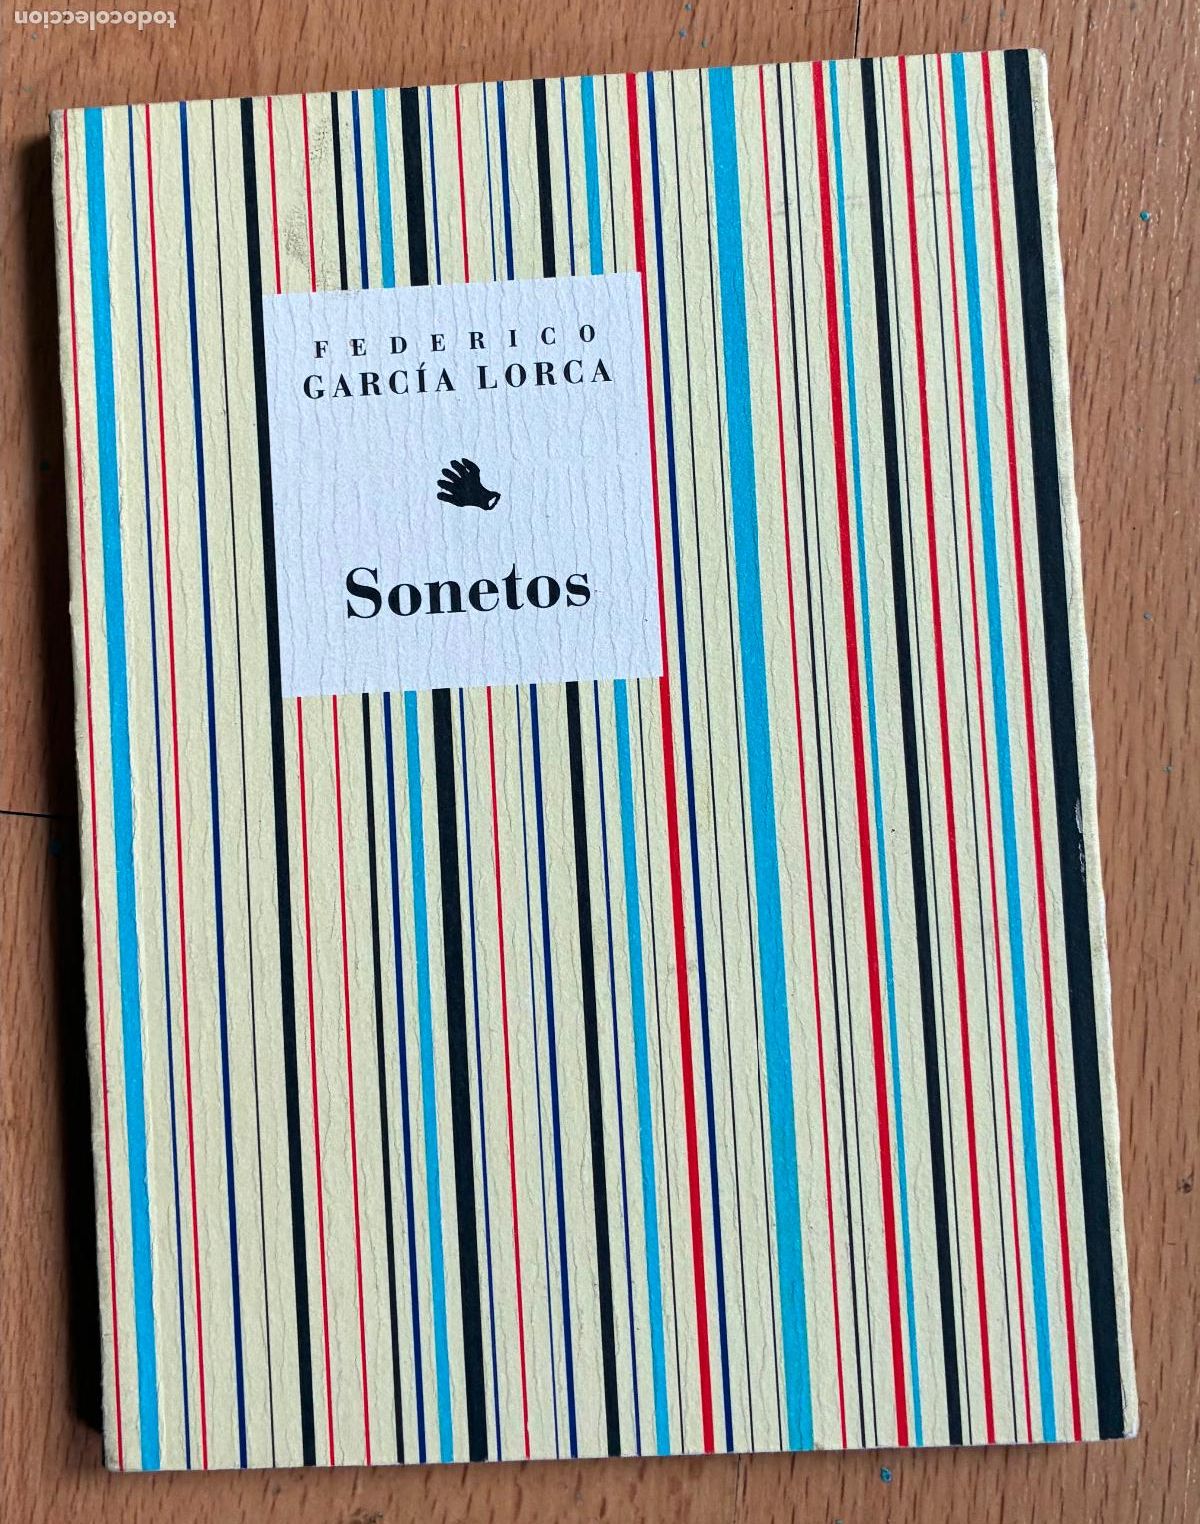 todocoleccion
FEDERICO
GARCÍA LORCA
Sonetos